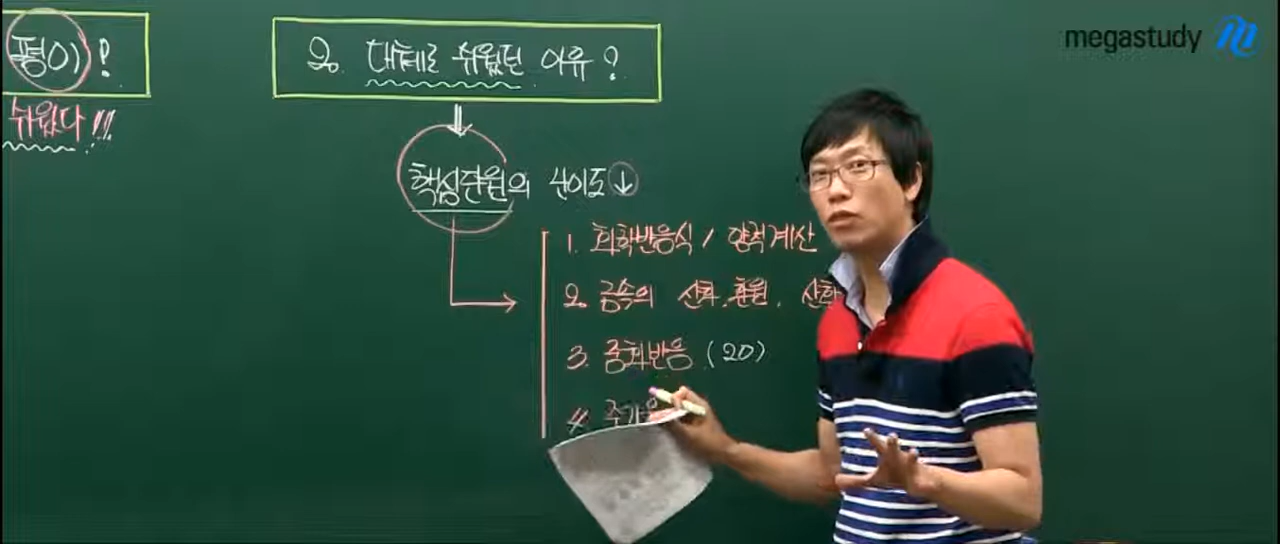 평이!
쉬웠다!!!
2. 대체로 쉬웠던 이유?
핵심단원의 난이도↓
1. 화학반응식 / 양적계산
2. 금속의 산화.환원. 산화
3. 중화반응 (20)
4. 주기율
megastudy